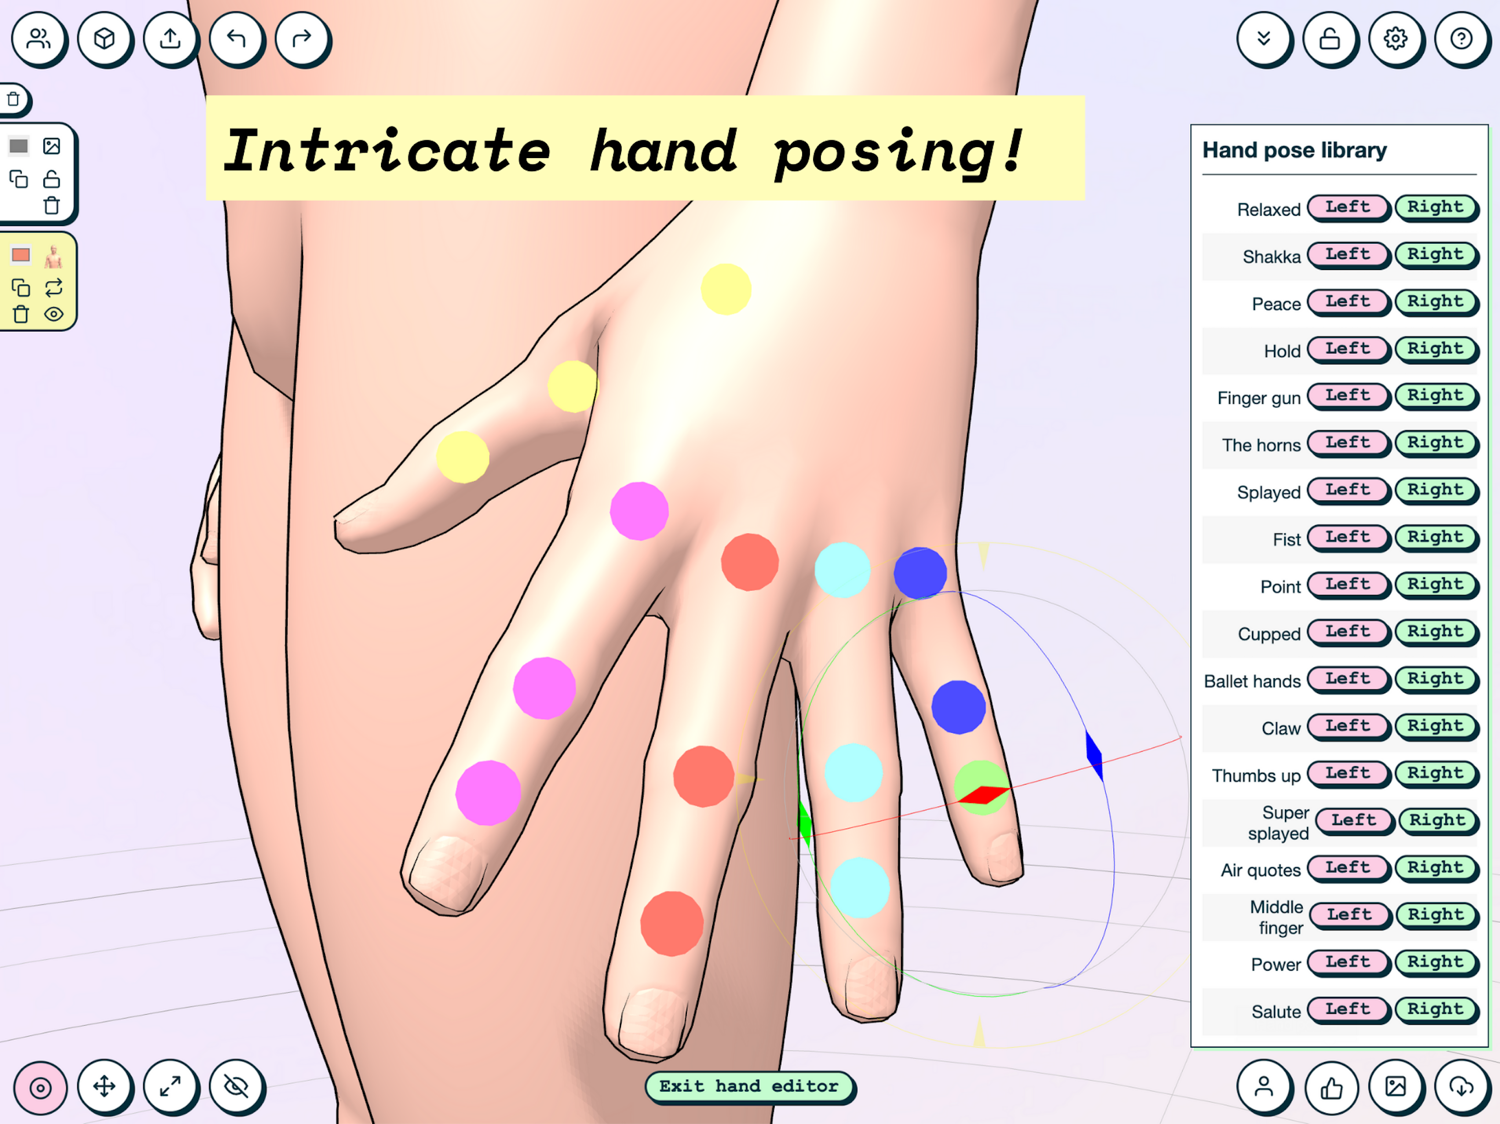 Intricate hand posing!
Hand pose library
Relaxed Left Right
Shakka Left Right
Peace Left Right
Hold Left Right
Finger gun Left Right
The horns Left Right
Splayed Left Right
Fist Left Right
Point Left Right
Cupped Left Right
Ballet hands Left Right
Claw Left Right
Thumbs up Left Right
Super
splayed Left Right
Air quotes Left Right
Middle
finger Left Right
Power Left Right
Salute Left Right
Exit hand editor